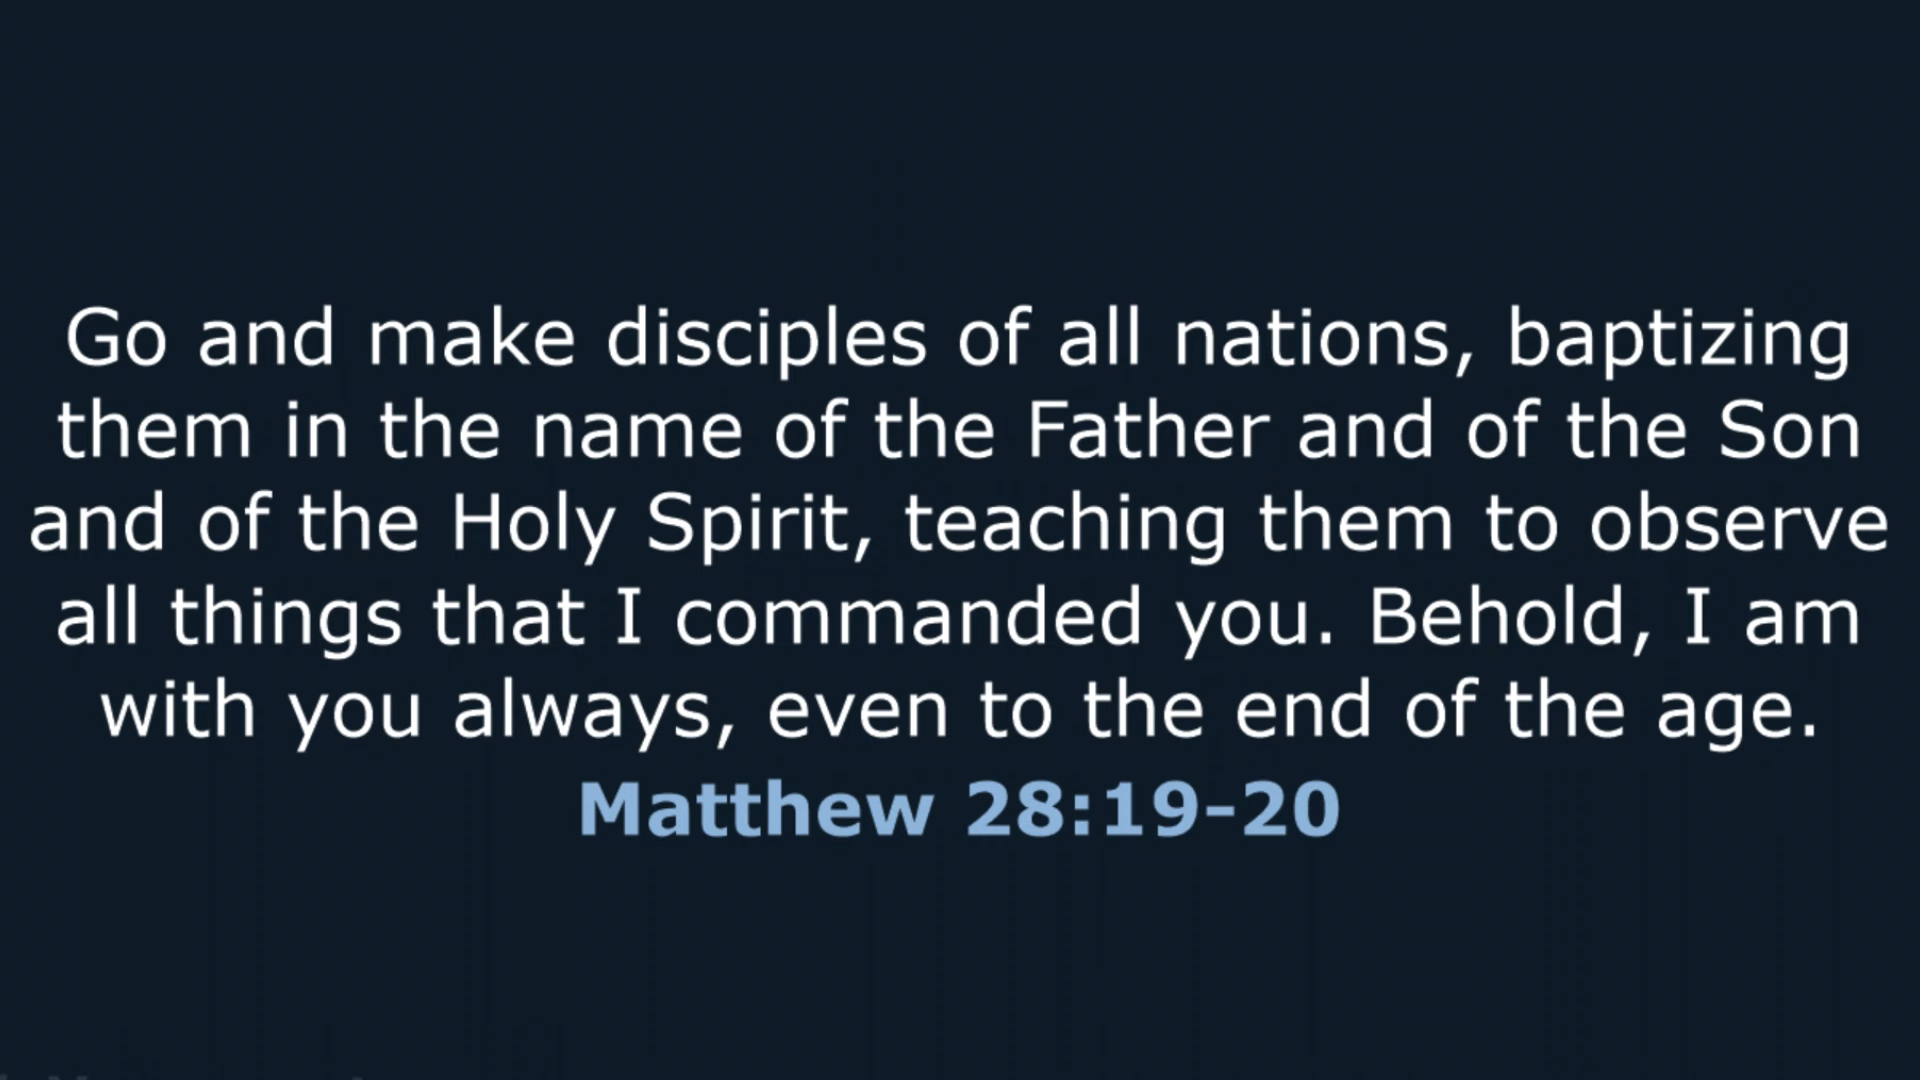 Go and make disciples of all nations, baptizing
them in the name of the Father and of the Son
and of the Holy Spirit, teaching them to observe
all things that I commanded you. Behold, I am
with you always, even to the end of the age.
Matthew 28:19-20